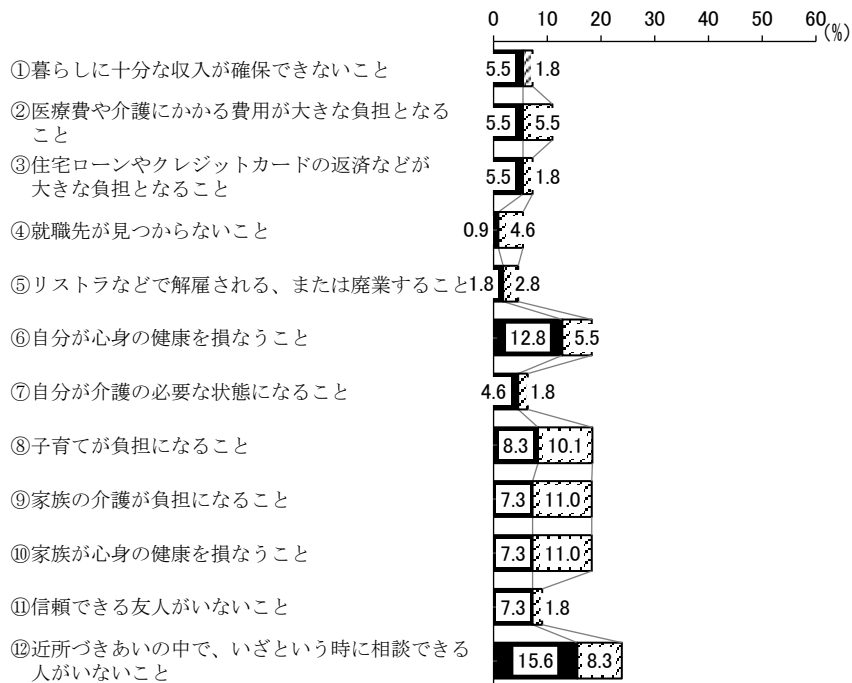 0 10 20 30 40 50 60
(%)
①暮らしに十分な収入が確保できないこと 5.5 1.8
②医療費や介護にかかる費用が大きな負担となる
こと 5.5 5.5
③住宅ローンやクレジットカードの返済などが
大きな負担となること 5.5 1.8
④就職先が見つからないこと 0.9 4.6
⑤リストラなどで解雇される、または廃業すること 1.8 2.8
⑥自分が心身の健康を損なうこと 12.8 5.5
⑦自分が介護の必要な状態になること 4.6 1.8
⑧子育てが負担になること 8.3 10.1
⑨家族の介護が負担になること 7.3 11.0
⑩家族が心身の健康を損なうこと 7.3 11.0
⑪信頼できる友人がいないこと 7.3 1.8
⑫近所づきあいの中で、いざという時に相談できる
人がいないこと 15.6 8.3